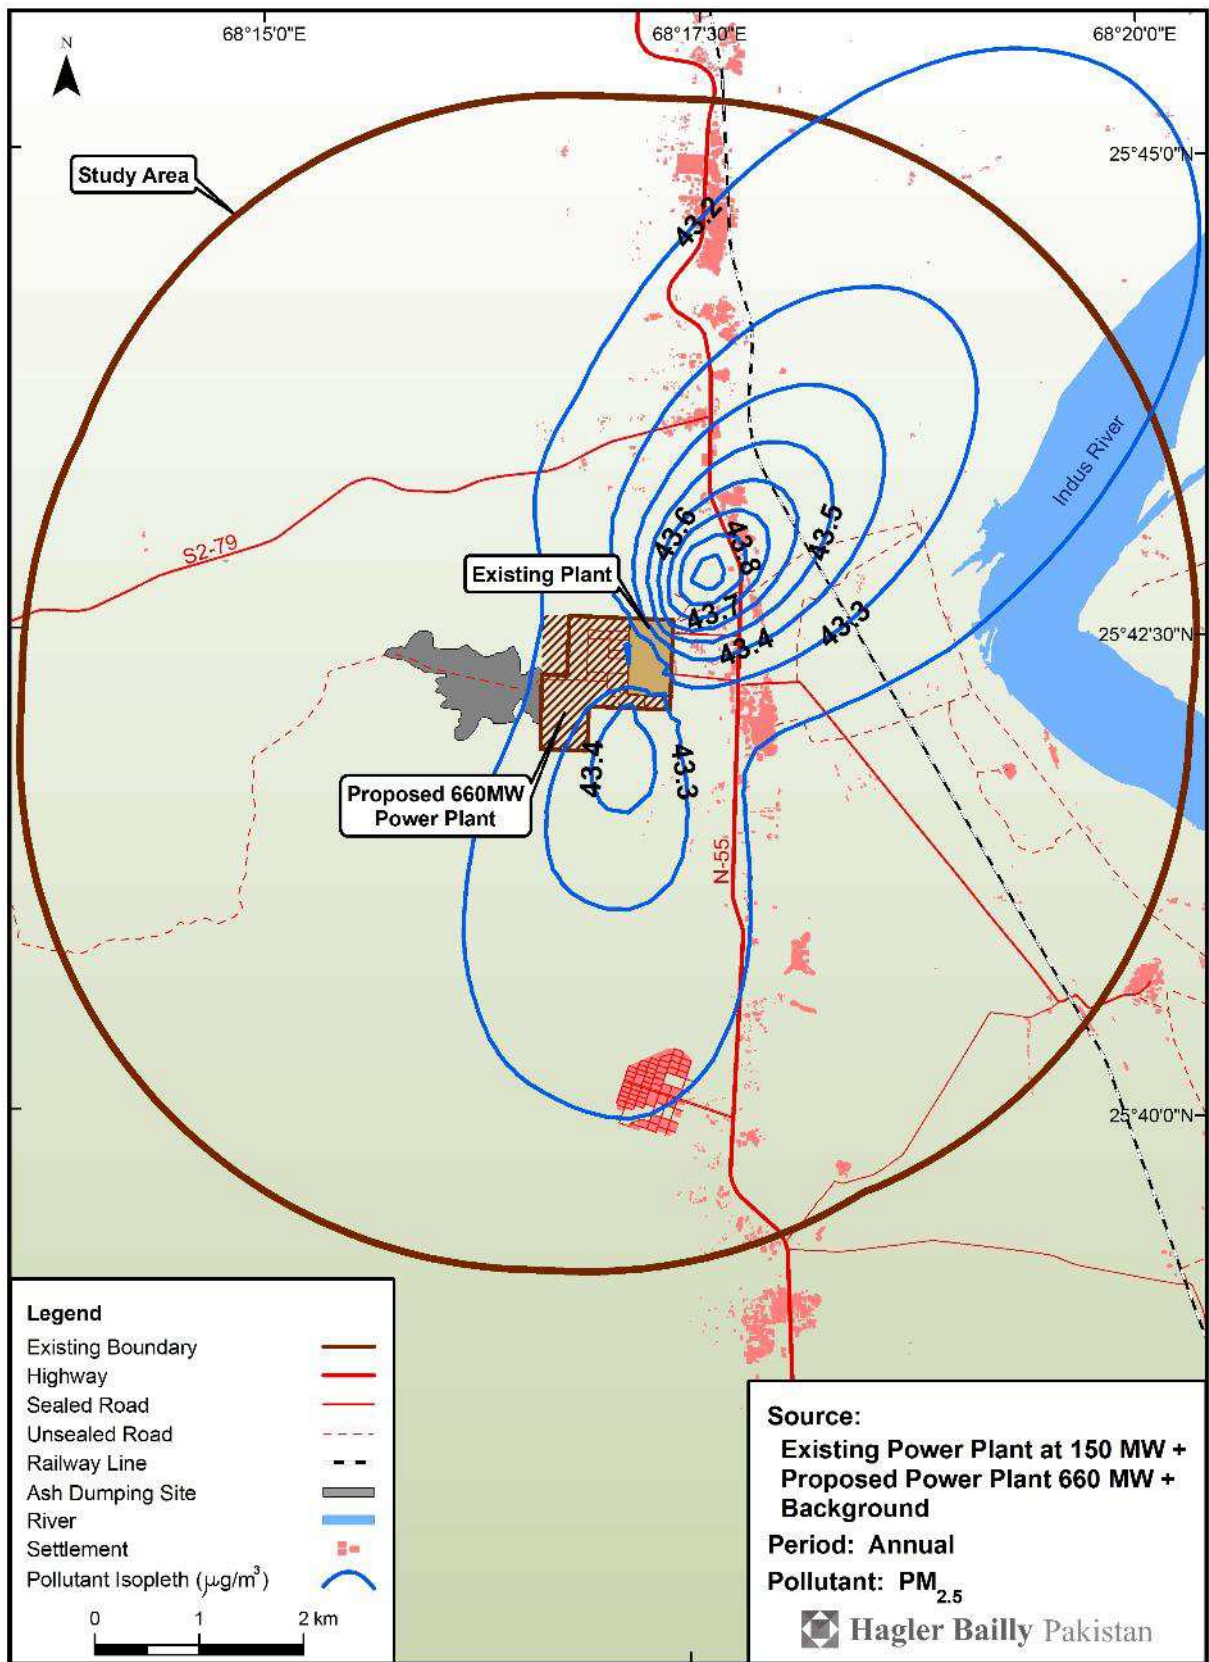 68°15'0"E
68°17'30"E
68°20'0"E
N
25°45'0"N
Study Area
43.2
Indus River
43.6
43.8
43.5
S2-79
Existing Plant
43.7
43.3
25°42'30"N
43.4
43.4
43.3
Proposed 660MW
Power Plant
N-55
25°40'0"N
Legend
Existing Boundary
Highway
Sealed Road
Unsealed Road
Railway Line
Ash Dumping Site
River
Settlement
Pollutant Isopleth (µg/m³)
0 1 2 km
Source:
Existing Power Plant at 150 MW +
Proposed Power Plant 660 MW +
Background
Period: Annual
Pollutant: PM2.5
Hagler Bailly Pakistan